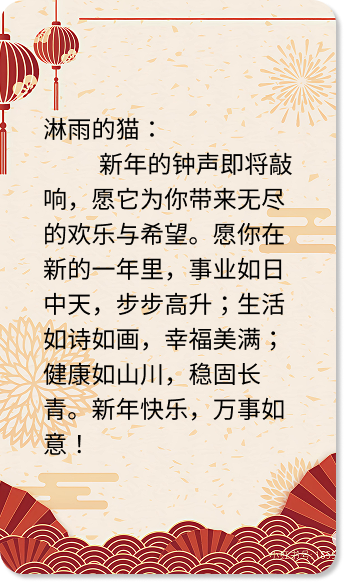 淋雨的猫：
新年的钟声即将敲
响，愿它为你带来无尽
的欢乐与希望。愿你在
新的一年里，事业如日
中天，步步高升；生活
如诗如画，幸福美满；
健康如山川，稳固长
青。新年快乐，万事如
意！